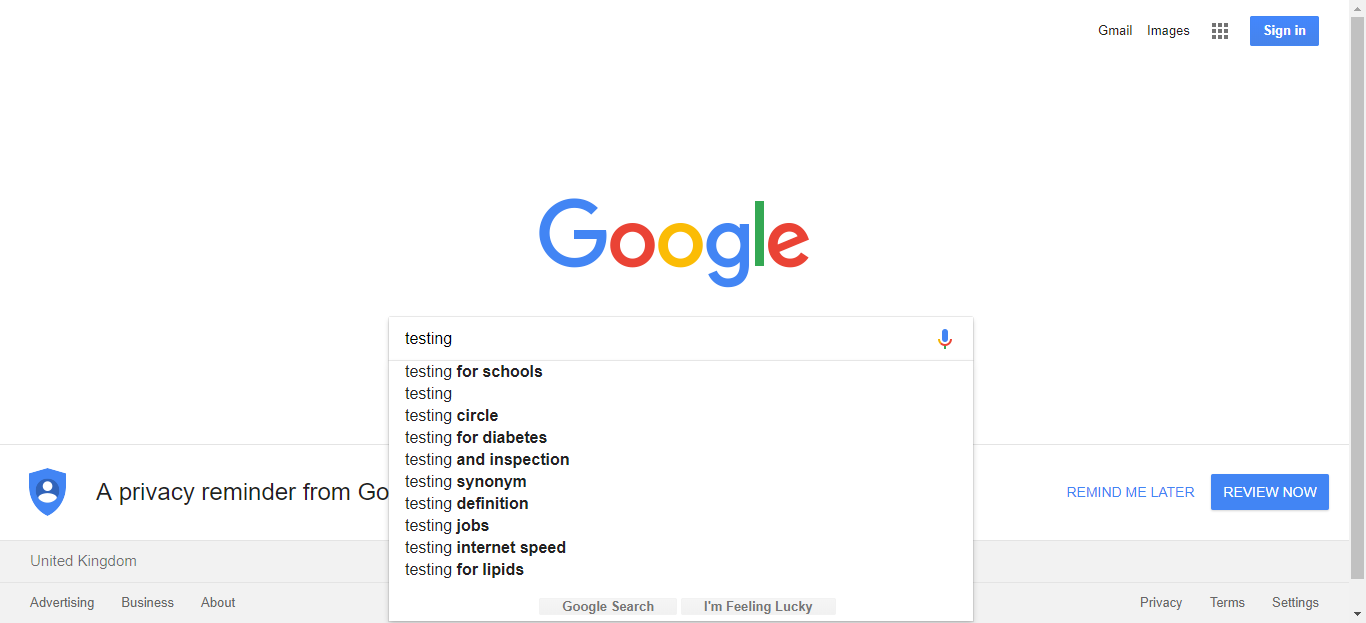 Gmail Images Sign in
Google
testing
testing for schools
testing
testing circle
testing for diabetes
testing and inspection
testing synonym
testing definition
testing jobs
testing internet speed
testing for lipids
Google Search I'm Feeling Lucky
A privacy reminder from Go
REMIND ME LATER REVIEW NOW
United Kingdom
Advertising Business About
Privacy Terms Settings